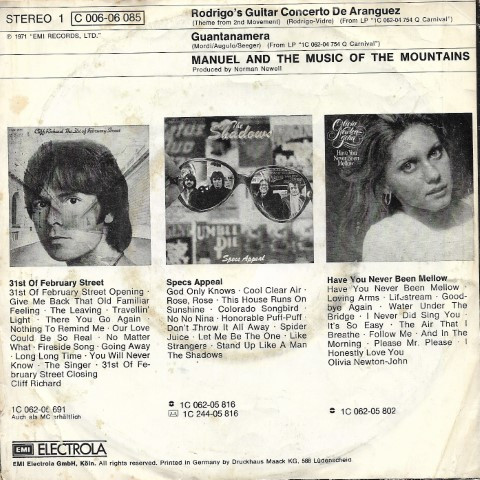 STEREO 1 C 006-06 085
Rodrigo's Guitar Concerto De Aranguez
(Theme from 2nd Movement) (Rodrigo-Vidre) (From LP "1C 062-04 754 Q Carnival")
℗ 1971 "EMI RECORDS, LTD."
Guantanamera
(Mordi/Augulo/Seeger) (From LP "1C 062-04 754 Q Carnival")
MANUEL AND THE MUSIC OF THE MOUNTAINS
Produced by Norman Newell
Cliff Richard The 31st of February Street
The Shadows
RUMBLE
DIE
Specs Appeal
Olivia Newton-John
Have You Never Been Mellow
31st Of February Street
31st Of February Street Opening ·
Give Me Back That Old Familiar
Feeling · The Leaving · Travellin'
Light · There You Go Again
Nothing To Remind Me · Our Love
Could Be So Real · No Matter
What · Fireside Song · Going Away
· Long Long Time · You Will Never
Know · The Singer · 31st Of Fe-
bruary Street Closing
Cliff Richard
1C 062-05 691
Auch als MC erhältlich
Specs Appeal
God Only Knows · Cool Clear Air ·
Rose, Rose · This House Runs On
Sunshine · Colorado Songbird ·
No No Nina · Honorable Puff-Puff
Don't Throw It All Away · Spider
Juice · Let Me Be The One · Like
Strangers · Stand Up Like A Man
The Shadows
1C 062-05 816
1C 244-05 816
Have You Never Been Mellow
Have You Never Been Mellow ·
Loving Arms · Lifestream · Good-
bye Again · Water Under The
Bridge · I Never Did Sing You
· It's So Easy · The Air That I
Breathe · Follow Me · And In The
Morning · Please Mr. Please · I
Honestly Love You
Olivia Newton-John
1C 062-05 802
EMI ELECTROLA
EMI Electrola GmbH, Köln. All rights reserved. Printed in Germany by Druckhaus Maack KG, 588 Lüdenscheid